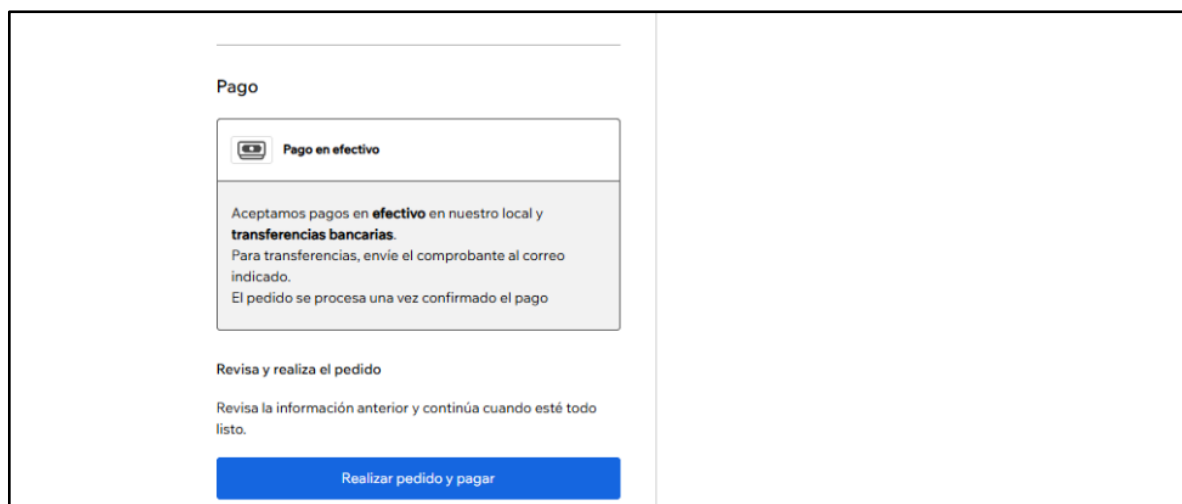 Pago
Pago en efectivo
Aceptamos pagos en efectivo en nuestro local y
transferencias bancarias.
Para transferencias, envíe el comprobante al correo
indicado.
El pedido se procesa una vez confirmado el pago
Revisa y realiza el pedido
Revisa la información anterior y continúa cuando esté todo
listo.
Realizar pedido y pagar